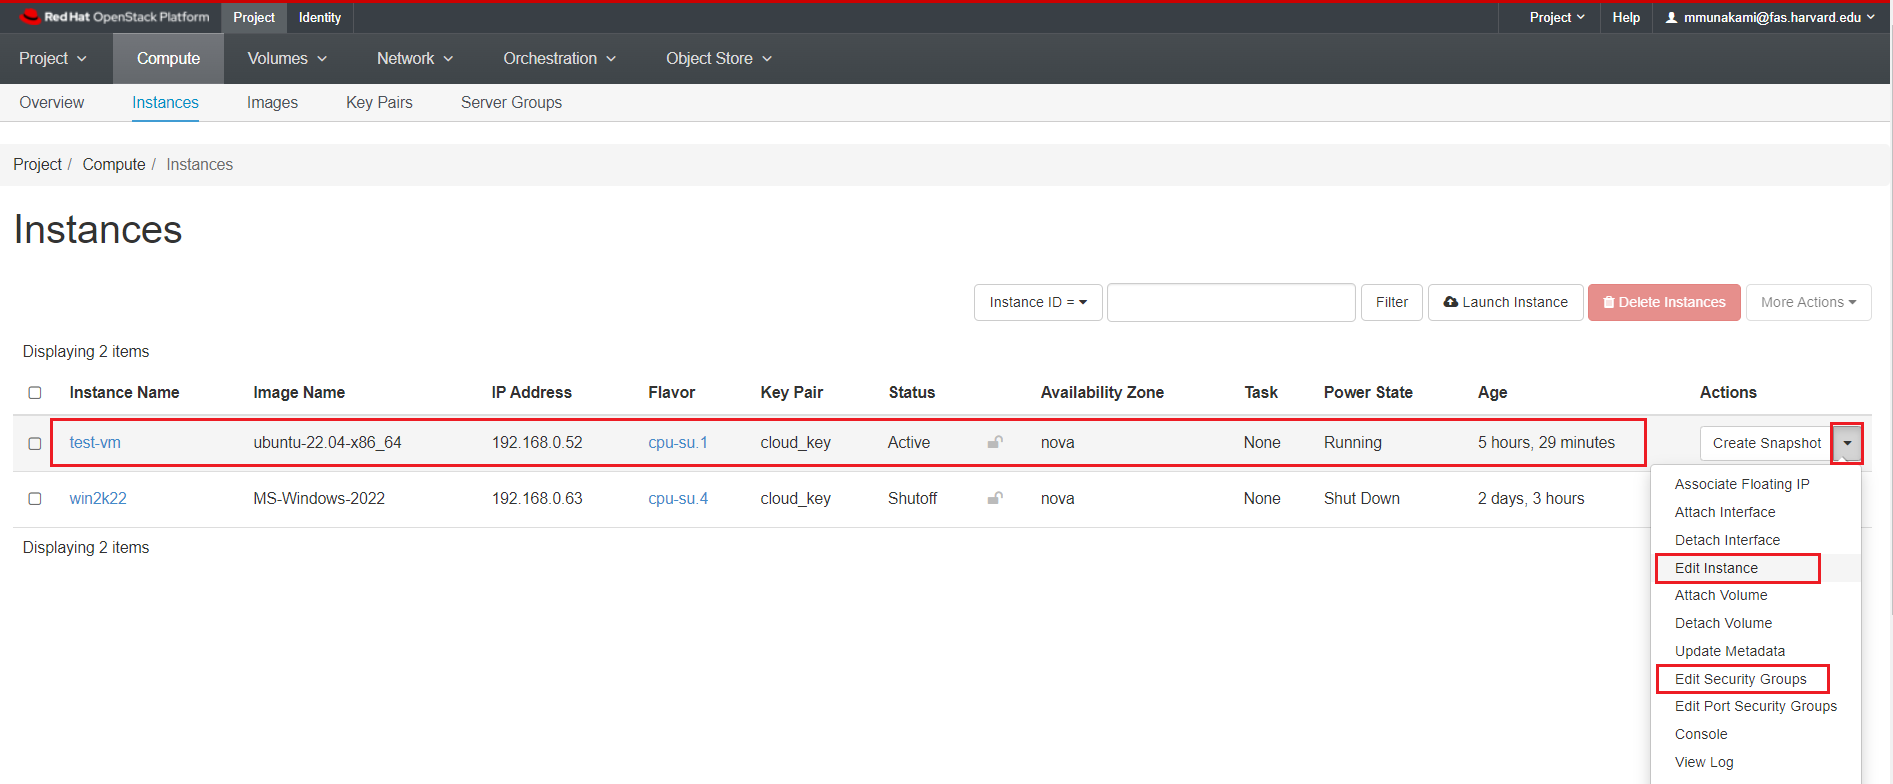 Red Hat OpenStack Platform Project Identity Project Help mmunakami@fas.harvard.edu
Project Compute Volumes Network Orchestration Object Store
Overview Instances Images Key Pairs Server Groups
Project / Compute / Instances
Instances
Instance ID = Filter Launch Instance Delete Instances More Actions
Displaying 2 items
Instance Name Image Name IP Address Flavor Key Pair Status Availability Zone Task Power State Age Actions
test-vm ubuntu-22.04-x86_64 192.168.0.52 cpu-su.1 cloud_key Active nova None Running 5 hours, 29 minutes Create Snapshot
win2k22 MS-Windows-2022 192.168.0.63 cpu-su.4 cloud_key Shutoff nova None Shut Down 2 days, 3 hours
Displaying 2 items
Associate Floating IP
Attach Interface
Detach Interface
Edit Instance
Attach Volume
Detach Volume
Update Metadata
Edit Security Groups
Edit Port Security Groups
Console
View Log